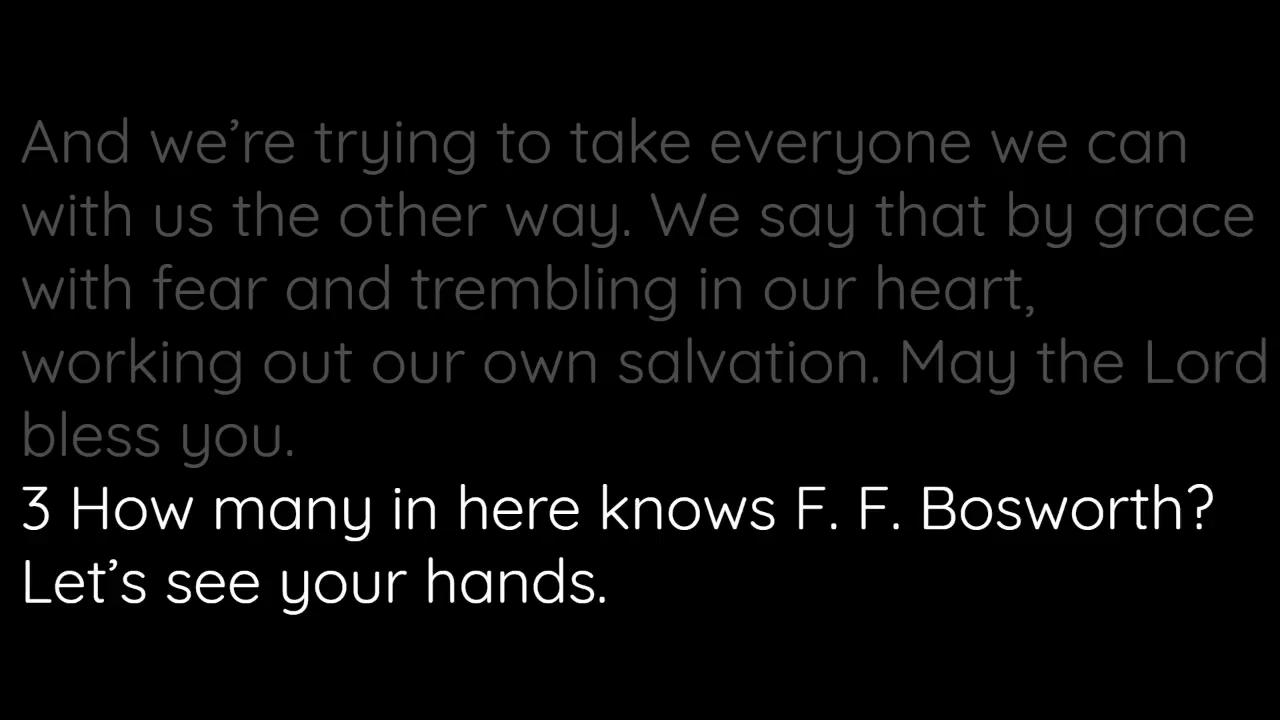 And we’re trying to take everyone we can
with us the other way. We say that by grace
with fear and trembling in our heart,
working out our own salvation. May the Lord
bless you.
3 How many in here knows F. F. Bosworth?
Let’s see your hands.